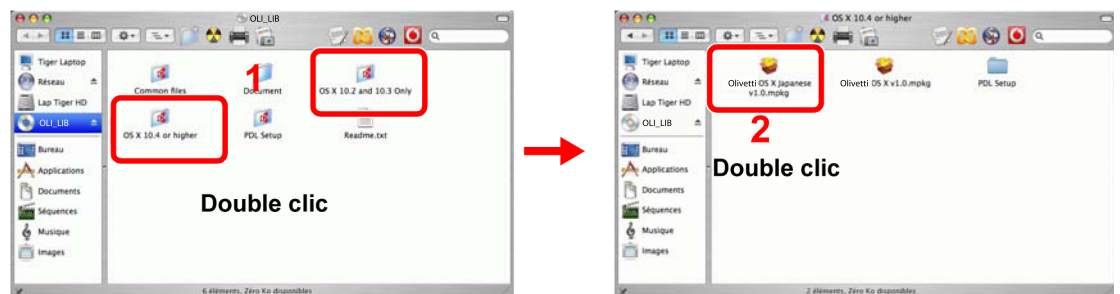 OLI_LIB
Tiger Laptop
Réseau
Lap Tiger HD
OLI_LIB
Bureau
Applications
Documents
Séquences
Musique
Images
Common files
Document
OS X 10.2 and 10.3 Only
OS X 10.4 or higher
PDL Setup
Readme.txt
1
Double clic
6 éléments, Zéro Ko disponibles
OS X 10.4 or higher
Tiger Laptop
Réseau
Lap Tiger HD
OLI_LIB
Bureau
Applications
Documents
Séquences
Musique
Images
Olivetti OS X Japanese
v1.0.mpkg
Olivetti OS X v1.0.mpkg
PDL Setup
2
Double clic
2 éléments, Zéro Ko disponibles